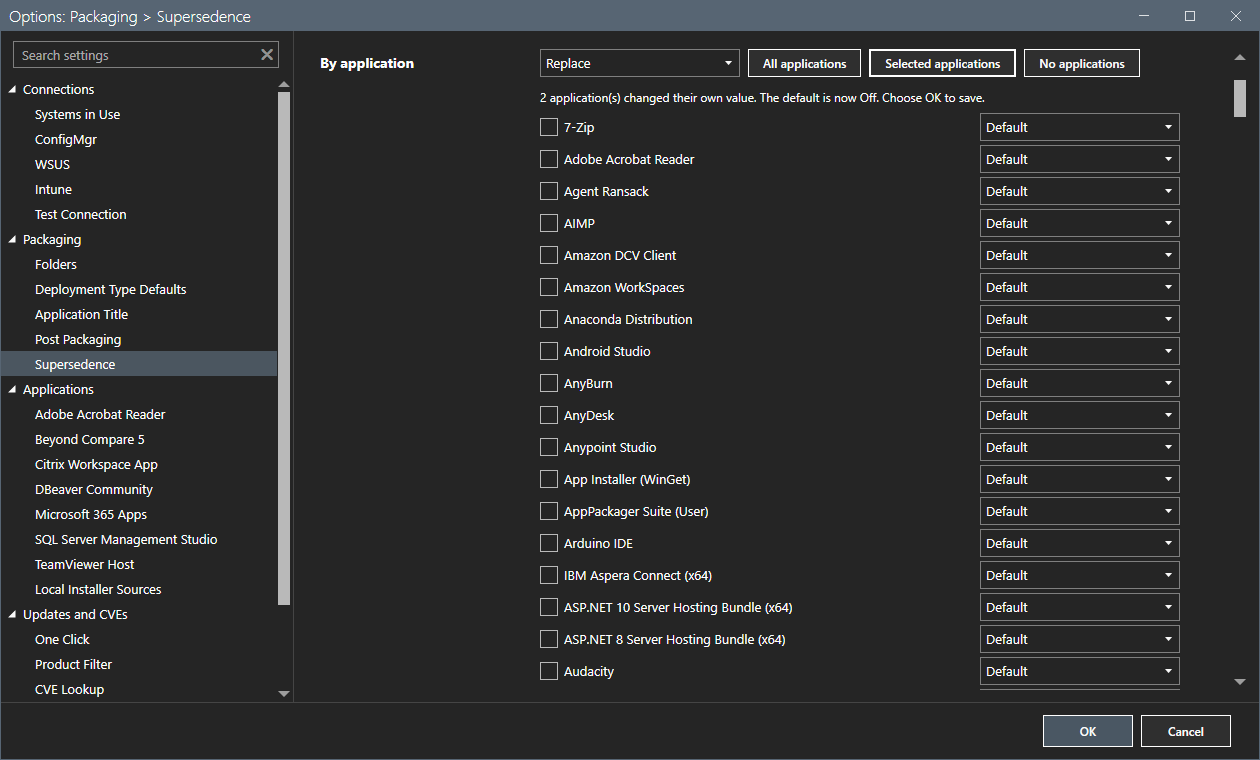 Options: Packaging > Supersedence
Search settings
Connections
Systems in Use
ConfigMgr
WSUS
Intune
Test Connection
Packaging
Folders
Deployment Type Defaults
Application Title
Post Packaging
Supersedence
Applications
Adobe Acrobat Reader
Beyond Compare 5
Citrix Workspace App
DBeaver Community
Microsoft 365 Apps
SQL Server Management Studio
TeamViewer Host
Local Installer Sources
Updates and CVEs
One Click
Product Filter
CVE Lookup
By application Replace All applications Selected applications No applications
2 application(s) changed their own value. The default is now Off. Choose OK to save.
7-Zip Default
Adobe Acrobat Reader Default
Agent Ransack Default
AIMP Default
Amazon DCV Client Default
Amazon WorkSpaces Default
Anaconda Distribution Default
Android Studio Default
AnyBurn Default
AnyDesk Default
Anypoint Studio Default
App Installer (WinGet) Default
AppPackager Suite (User) Default
Arduino IDE Default
IBM Aspera Connect (x64) Default
ASP.NET 10 Server Hosting Bundle (x64) Default
ASP.NET 8 Server Hosting Bundle (x64) Default
Audacity Default
OK Cancel